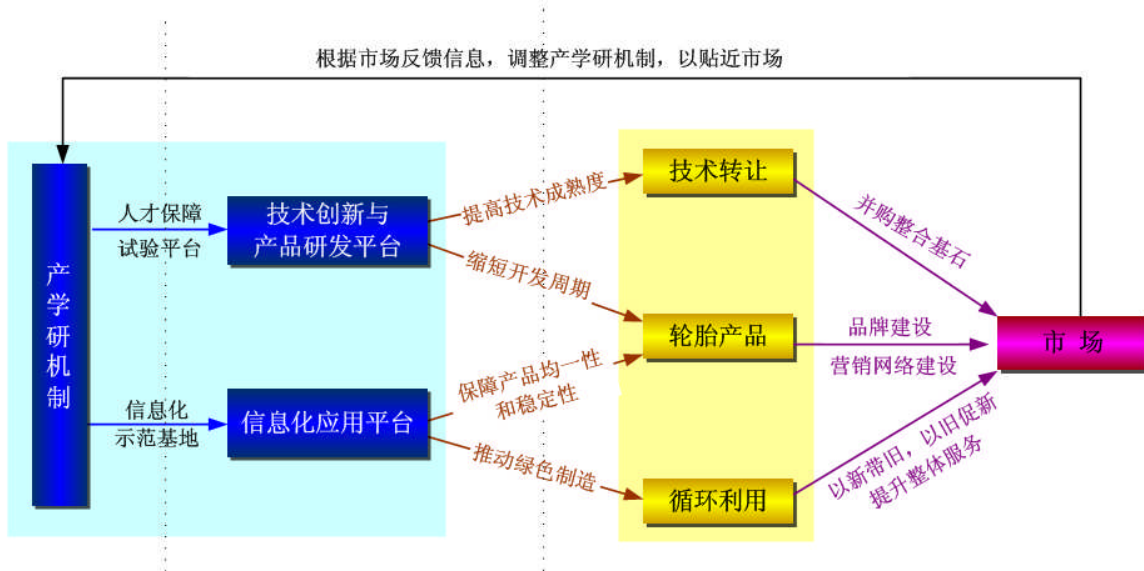 根据市场反馈信息，调整产学研机制，以贴近市场
产学研机制
人才保障
试验平台
技术创新与
产品研发平台
信息化
示范基地
信息化应用平台
提高技术成熟度
缩短开发周期
保障产品均一性
和稳定性
推动绿色制造
技术转让
轮胎产品
循环利用
并购整合基石
品牌建设
营销网络建设
以新带旧，以旧促新
提升整体服务
市 场